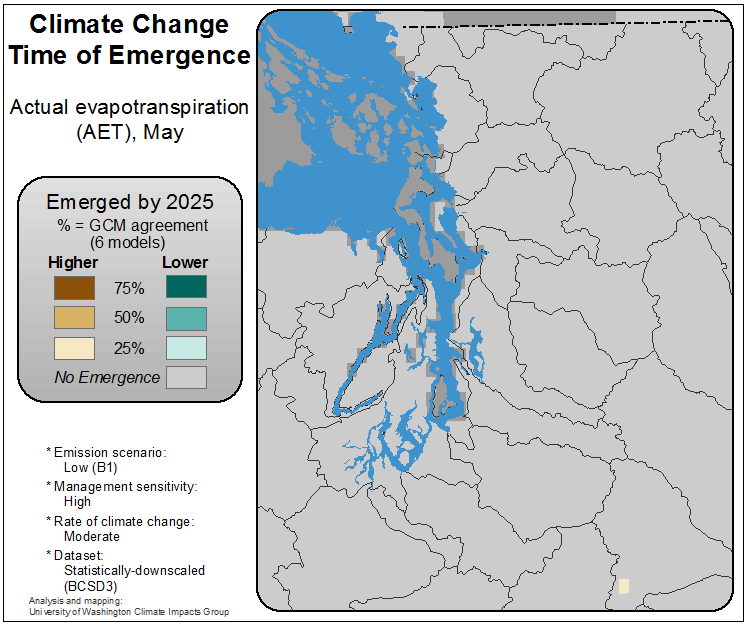 Climate Change
Time of Emergence
Actual evapotranspiration
(AET), May
Emerged by 2025
% = GCM agreement
(6 models)
Higher Lower
75%
50%
25%
No Emergence
* Emission scenario:
Low (B1)
* Management sensitivity:
High
* Rate of climate change:
Moderate
* Dataset:
Statistically-downscaled
(BCSD3)
Analysis and mapping:
University of Washington Climate Impacts Group